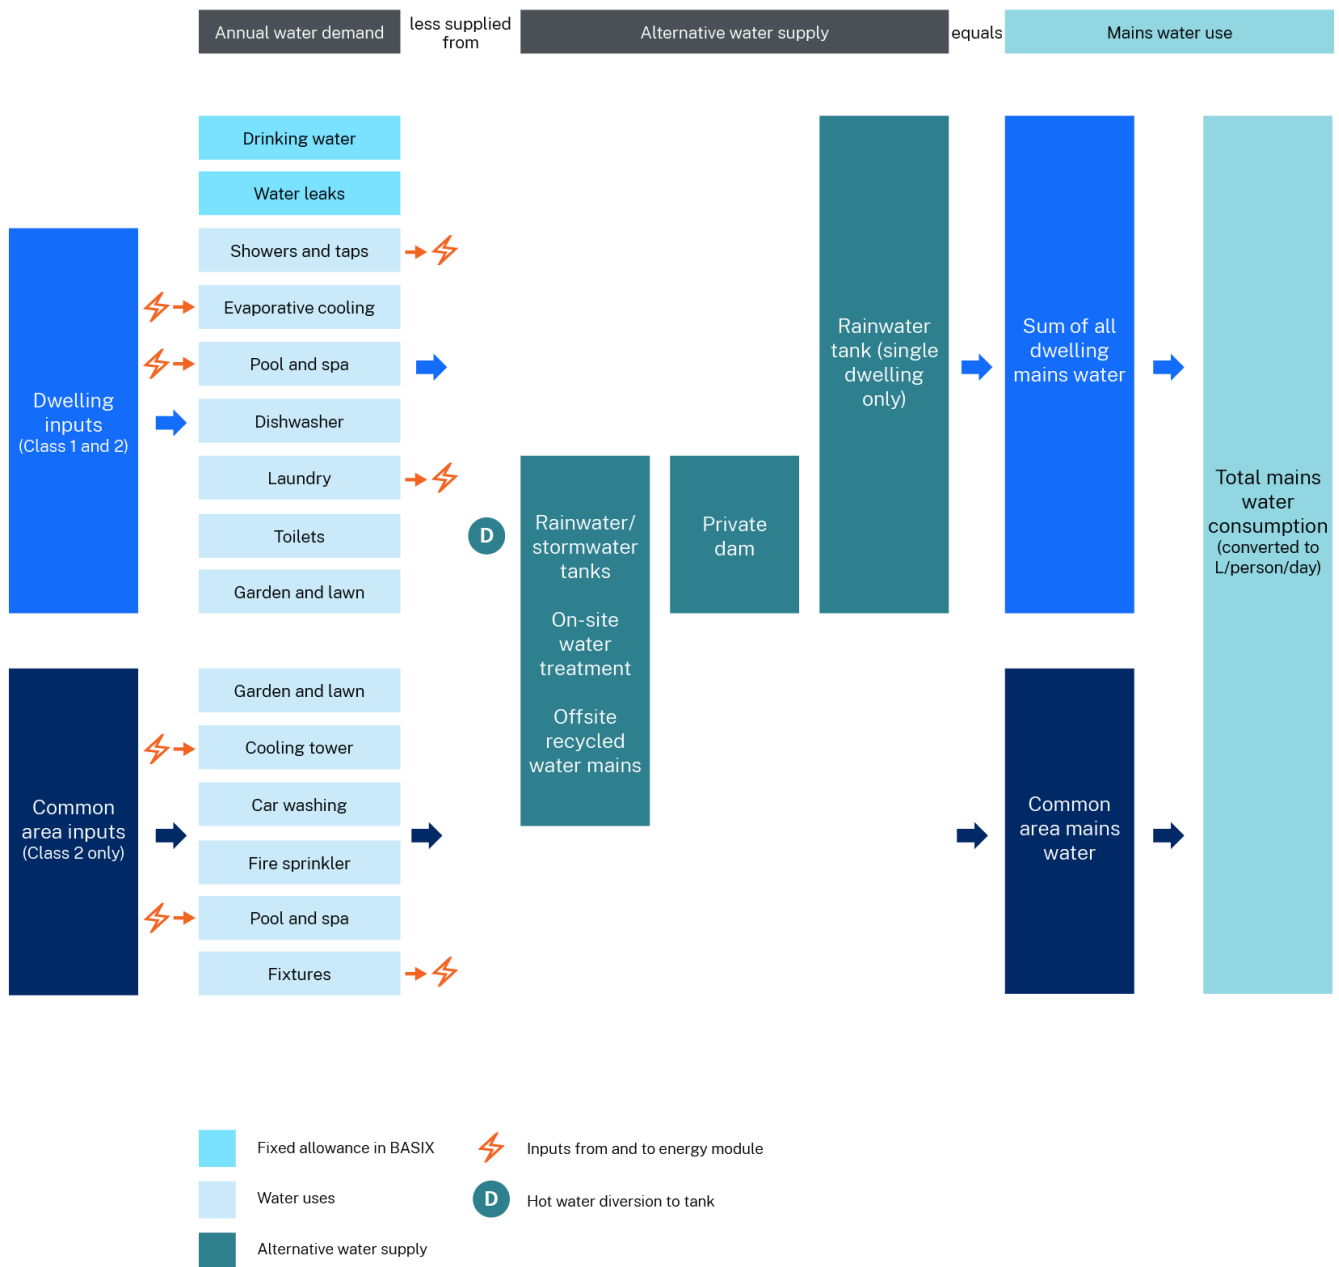 Annual water demand
less supplied
from
Alternative water supply
equals
Mains water use
Drinking water
Water leaks
Showers and taps
Evaporative cooling
Pool and spa
Dishwasher
Laundry
Toilets
Garden and lawn
Dwelling
inputs
(Class 1 and 2)
D
Rainwater/
stormwater
tanks
On-site
water
treatment
Offsite
recycled
water mains
Private
dam
Rainwater
tank (single
dwelling
only)
Sum of all
dwelling
mains water
Total mains
water
consumption
(converted to
L/person/day)
Common
area inputs
(Class 2 only)
Garden and lawn
Cooling tower
Car washing
Fire sprinkler
Pool and spa
Fixtures
Common
area mains
water
Fixed allowance in BASIX
Water uses
Alternative water supply
Inputs from and to energy module
D
Hot water diversion to tank